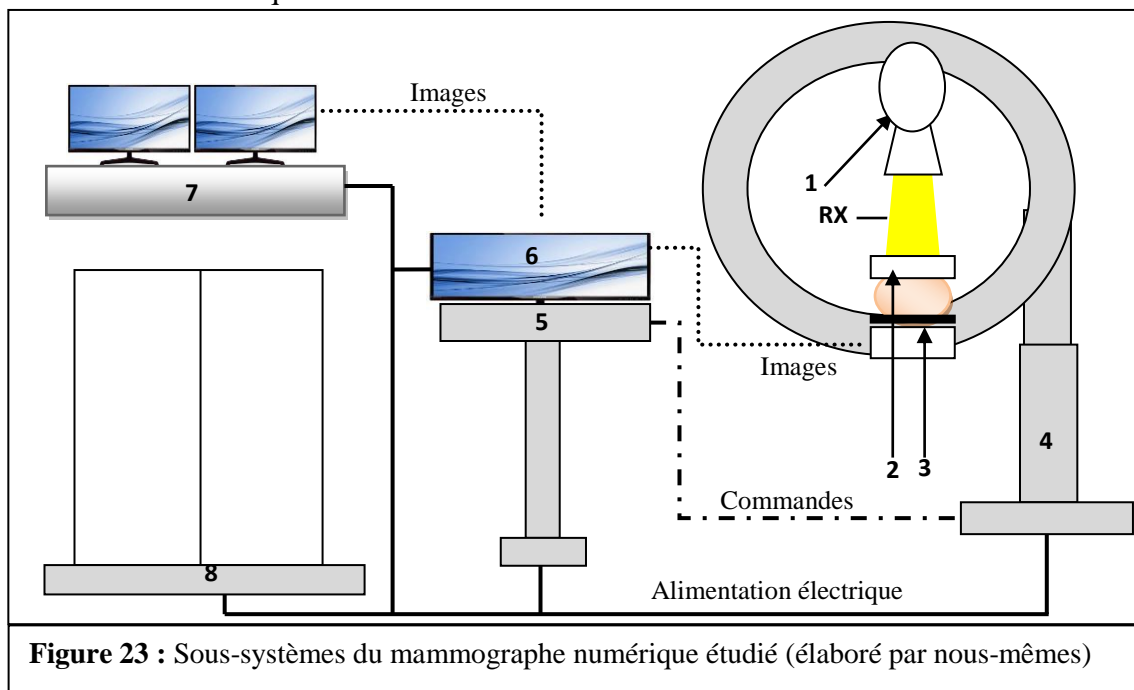 Images
7
1
RX
6
5
Images
4
2
3
Commandes
8
Alimentation électrique
Figure 23 : Sous-systèmes du mammographe numérique étudié (élaboré par nous-mêmes)